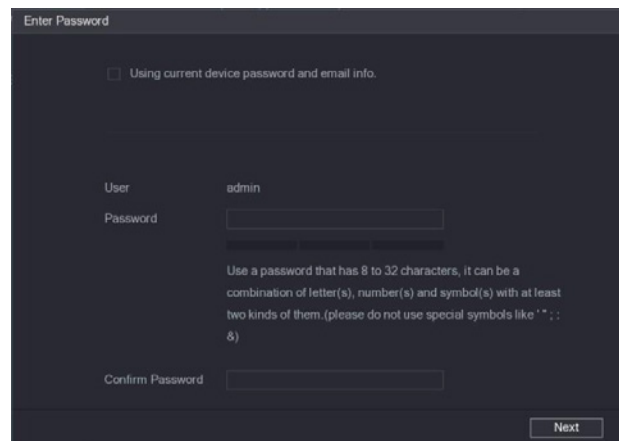 Enter Password
Using current device password and email info.
User admin
Password
Use a password that has 8 to 32 characters, it can be a
combination of letter(s), number(s) and symbol(s) with at least
two kinds of them.(please do not use special symbols like ' " ; :
&)
Confirm Password
Next